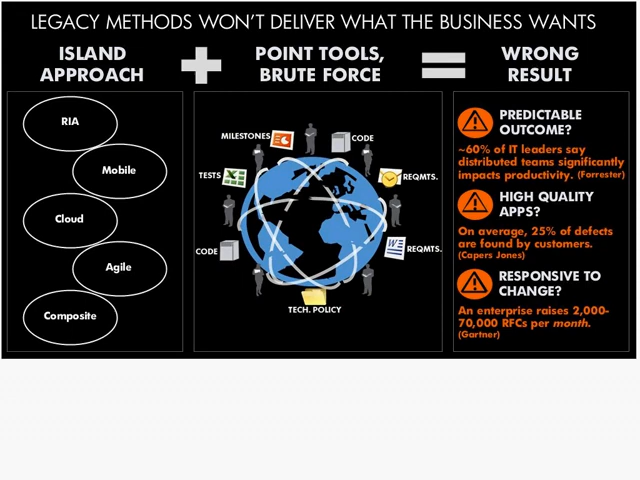 LEGACY METHODS WON'T DELIVER WHAT THE BUSINESS WANTS
ISLAND
APPROACH
POINT TOOLS,
BRUTE FORCE
WRONG
RESULT
RIA
Mobile
Cloud
Agile
Composite
MILESTONES
CODE
TESTS
REQMTS.
CODE
REQMTS.
TECH. POLICY
PREDICTABLE
OUTCOME?
~60% of IT leaders say
distributed teams significantly
impacts productivity. (Forrester)
HIGH QUALITY
APPS?
On average, 25% of defects
are found by customers.
(Capers Jones)
RESPONSIVE TO
CHANGE?
An enterprise raises 2,000-
70,000 RFCs per month.
(Gartner)